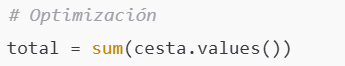 # Optimización
total = sum(cesta.values())